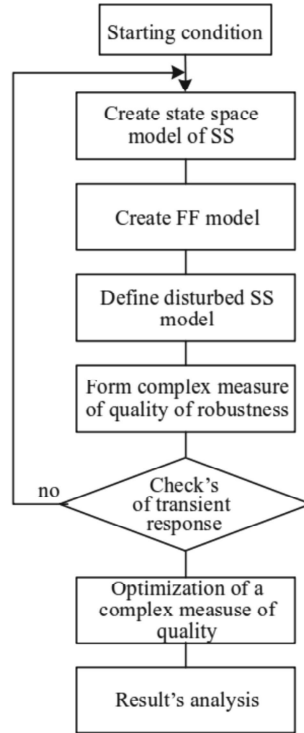 Starting condition
Create state space
model of SS
Create FF model
Define disturbed SS
model
Form complex measure
of quality of robustness
no
Check's
of transient
response
Optimization of a
complex measuse of
quality
Result's analysis